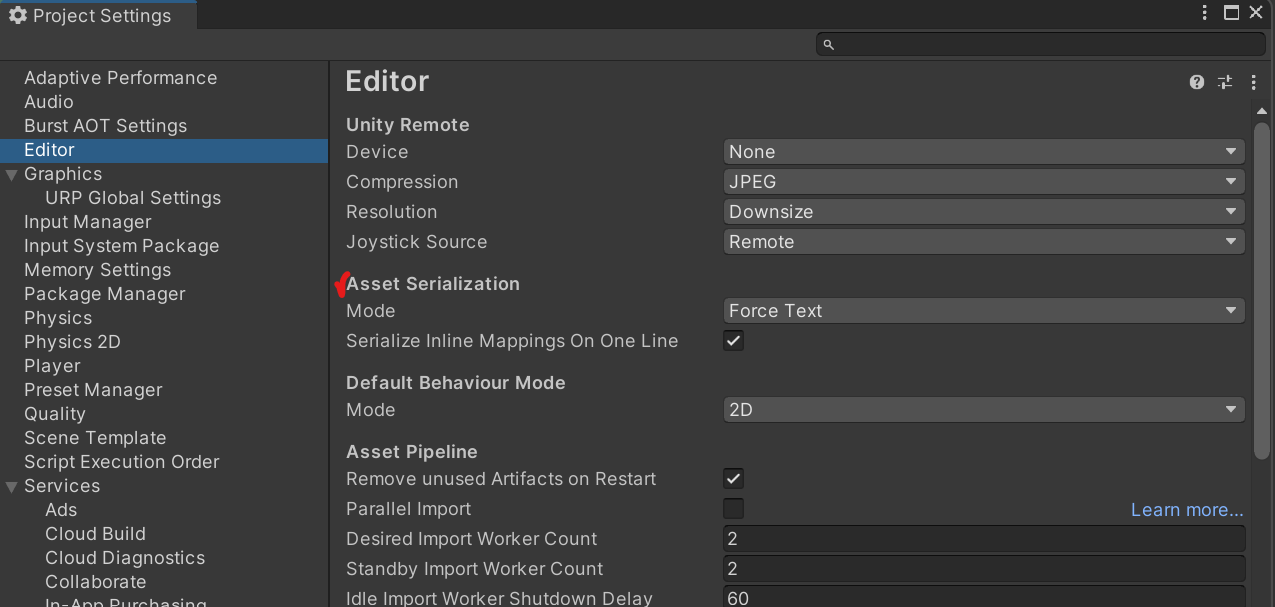 Project Settings
Adaptive Performance
Audio
Burst AOT Settings
Editor
Graphics
URP Global Settings
Input Manager
Input System Package
Memory Settings
Package Manager
Physics
Physics 2D
Player
Preset Manager
Quality
Scene Template
Script Execution Order
Services
Ads
Cloud Build
Cloud Diagnostics
Collaborate
In-App Purchasing
Editor
Unity Remote
Device None
Compression JPEG
Resolution Downsize
Joystick Source Remote
Asset Serialization
Mode Force Text
Serialize Inline Mappings On One Line
Default Behaviour Mode
Mode 2D
Asset Pipeline
Remove unused Artifacts on Restart
Parallel Import Learn more...
Desired Import Worker Count 2
Standby Import Worker Count 2
Idle Import Worker Shutdown Delay 60